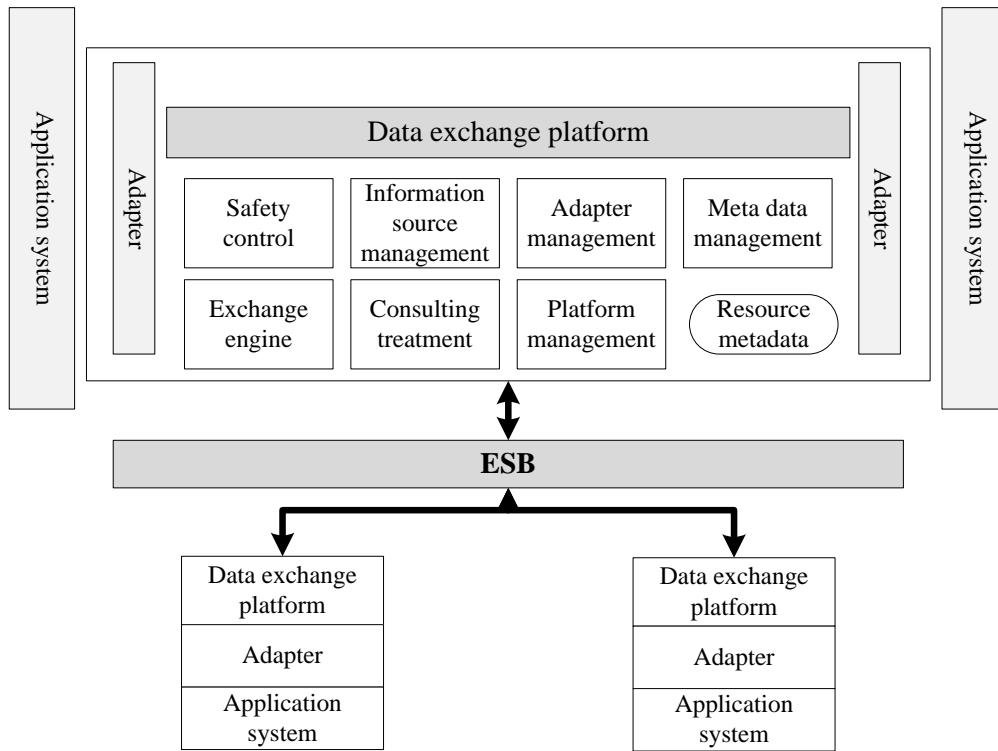 Application system
Adapter
Data exchange platform
Adapter
Application system
Safety
control
Information
source
management
Adapter
management
Meta data
management
Exchange
engine
Consulting
treatment
Platform
management
Resource
metadata
ESB
Data exchange
platform
Adapter
Application
system
Data exchange
platform
Adapter
Application
system